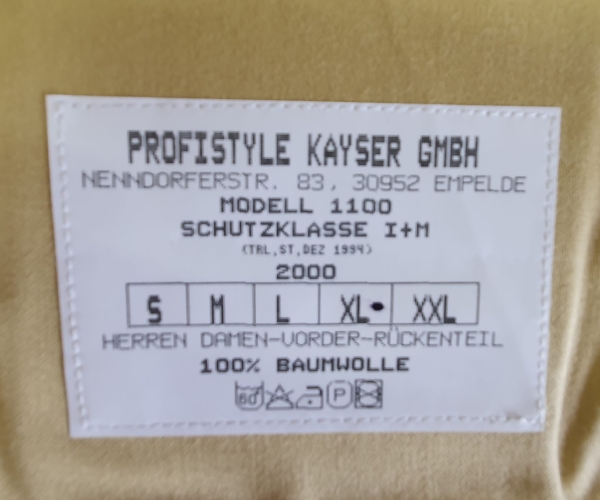 PROFISTYLE KAYSER GMBH
NENNDORFERSTR. 83, 30952 EMPELDE
MODELL 1100
SCHUTZKLASSE I+M
(TRL,ST,DEZ 1994)
2000
S M L XL• XXL
HERREN DAMEN-VORDER-RÜCKENTEIL
100% BAUMWOLLE
60 P